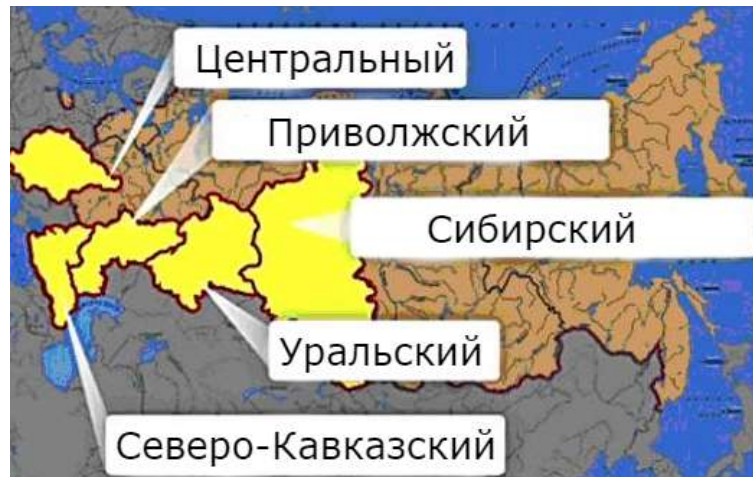 Центральный
Приволжский
Сибирский
Уральский
Северо-Кавказский